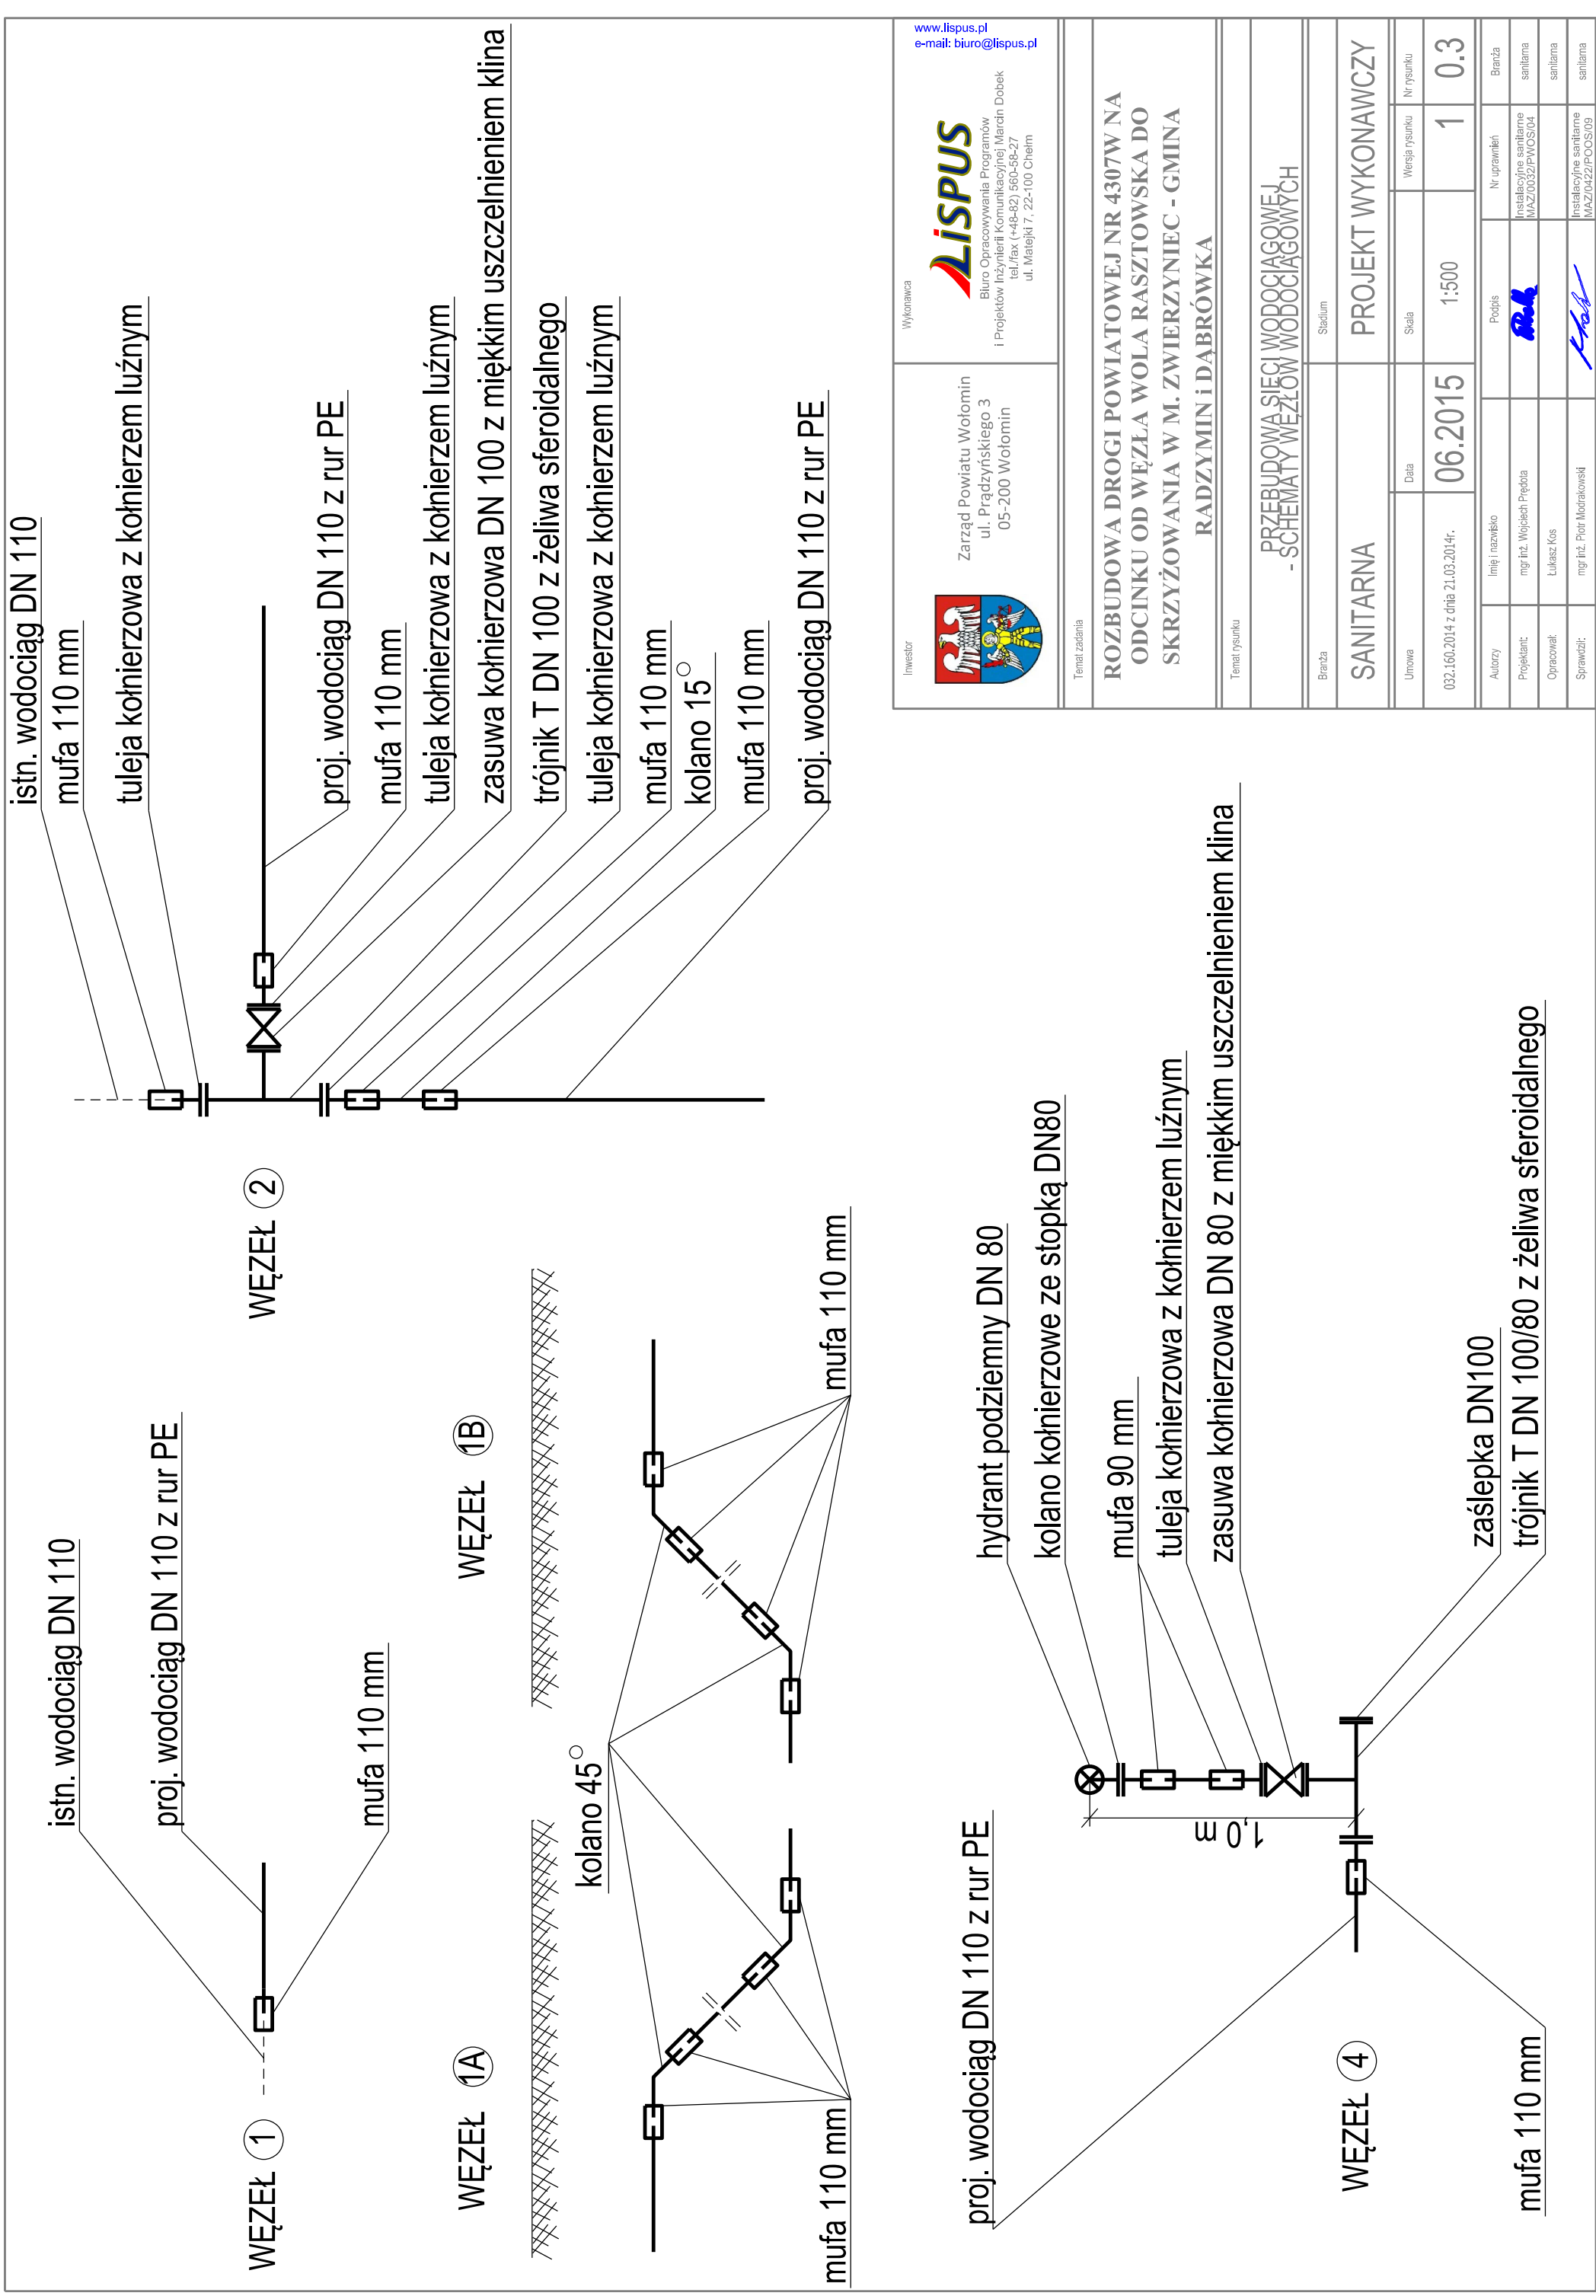 WĘZEŁ 1
istn. wodociąg DN 110
proj. wodociąg DN 110 z rur PE
mufa 110 mm
WĘZEŁ 2
istn. wodociąg DN 110
mufa 110 mm
tuleja kołnierzowa z kołnierzem luźnym
proj. wodociąg DN 110 z rur PE
mufa 110 mm
tuleja kołnierzowa z kołnierzem luźnym
zasuwa kołnierzowa DN 100 z miękkim uszczelnieniem klina
trójnik T DN 100 z żeliwa sferoidalnego
tuleja kołnierzowa z kołnierzem luźnym
mufa 110 mm
kolano 15°
mufa 110 mm
proj. wodociąg DN 110 z rur PE
WĘZEŁ 1A
WĘZEŁ 1B
kolano 45°
mufa 110 mm
mufa 110 mm
WĘZEŁ 4
proj. wodociąg DN 110 z rur PE
mufa 110 mm
1,0 m
hydrant podziemny DN 80
kolano kołnierzowe ze stopką DN80
mufa 90 mm
tuleja kołnierzowa z kołnierzem luźnym
zasuwa kołnierzowa DN 80 z miękkim uszczelnieniem klina
zaślepka DN100
trójnik T DN 100/80 z żeliwa sferoidalnego
Inwestor
Zarząd Powiatu Wołomin
ul. Prądzyńskiego 3
05-200 Wołomin
Wykonawca
LiSPUS
Biuro Opracowywania Programów
i Projektów Inżynierii Komunikacyjnej Marcin Dobek
tel./fax (+48-82) 560-58-27
ul. Matejki 7, 22-100 Chełm
www.lispus.pl
e-mail: biuro@lispus.pl
Temat zadania
ROZBUDOWA DROGI POWIATOWEJ NR 4307W NA
ODCINKU OD WĘZŁA WOLA RASZTOWSKA DO
SKRZYŻOWANIA W M. ZWIERZYNIEC - GMINA
RADZYMIN i DĄBRÓWKA
Temat rysunku
PRZEBUDOWA SIECI WODOCIĄGOWEJ
- SCHEMATY WĘZŁÓW WODOCIĄGOWYCH
Branża
SANITARNA
Stadium
PROJEKT WYKONAWCZY
Umowa
032.160.2014 z dnia 21.03.2014r.
Data
06.2015
Skala
1:500
Wersja rysunku
1
Nr rysunku
0.3
Autorzy Imię i nazwisko Podpis Nr uprawnień Branża
Projektant: mgr inż. Wojciech Prędota Instalacyjne sanitarne MAZ/0032/PWOS/04 sanitarna
Opracował: Łukasz Kos sanitarna
Sprawdził: mgr inż. Piotr Modrakowski Instalacyjne sanitarne MAZ/0422/POOS/09 sanitarna